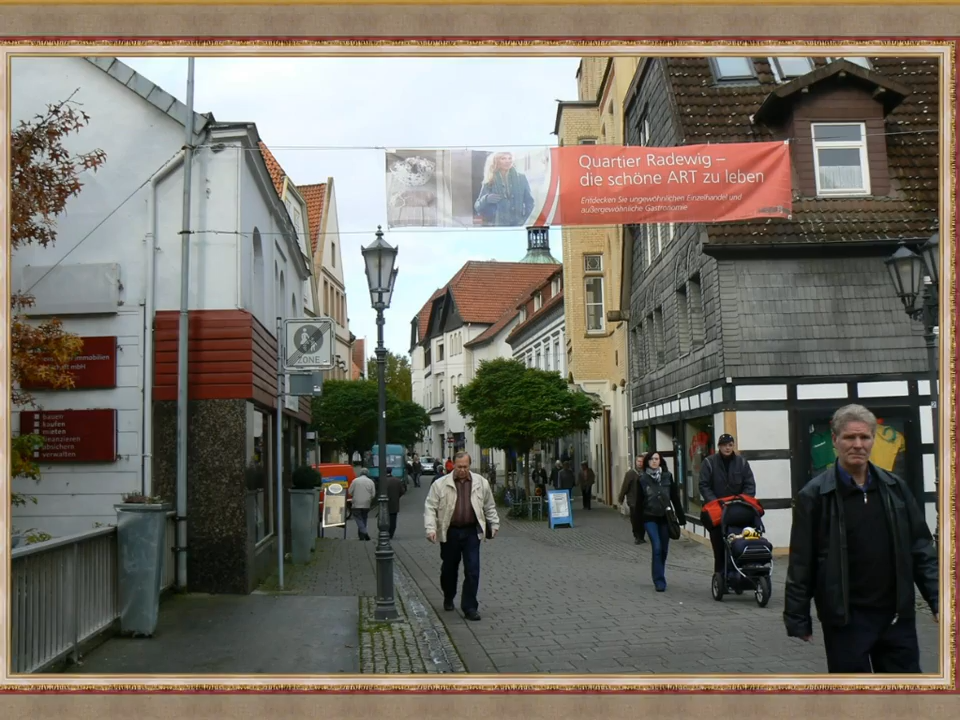 Quartier Radewig –
die schöne ART zu leben
Entdecken Sie ungewöhnlichen Einzelhandel und
außergewöhnliche Gastronomie
ZONE
immobilien
bauen
kaufen
mieten
finanzieren
absichern
verwalten